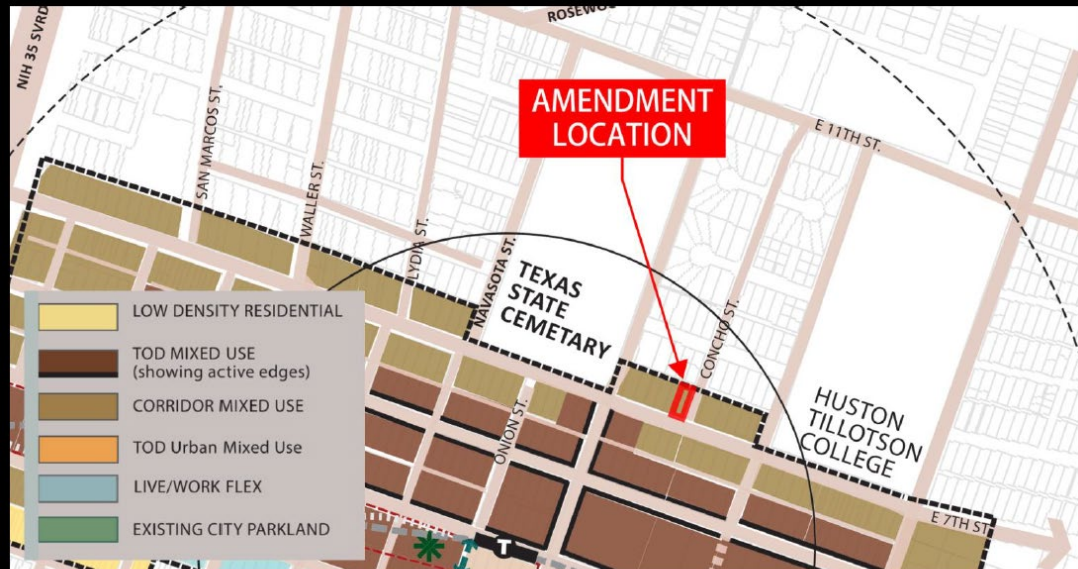 NIH 35 SVRD
ROSEWOO
AMENDMENT
LOCATION
E 11TH ST.
SAN MARCOS ST.
WALLER ST.
LYDIA ST.
NAVASOTA ST.
TEXAS
STATE
CEMETARY
CONCHO ST.
HUSTON
TILLOTSON
COLLEGE
ONION ST.
E 7TH ST.
LOW DENSITY RESIDENTIAL
TOD MIXED USE
(showing active edges)
CORRIDOR MIXED USE
TOD Urban Mixed Use
LIVE/WORK FLEX
EXISTING CITY PARKLAND
T